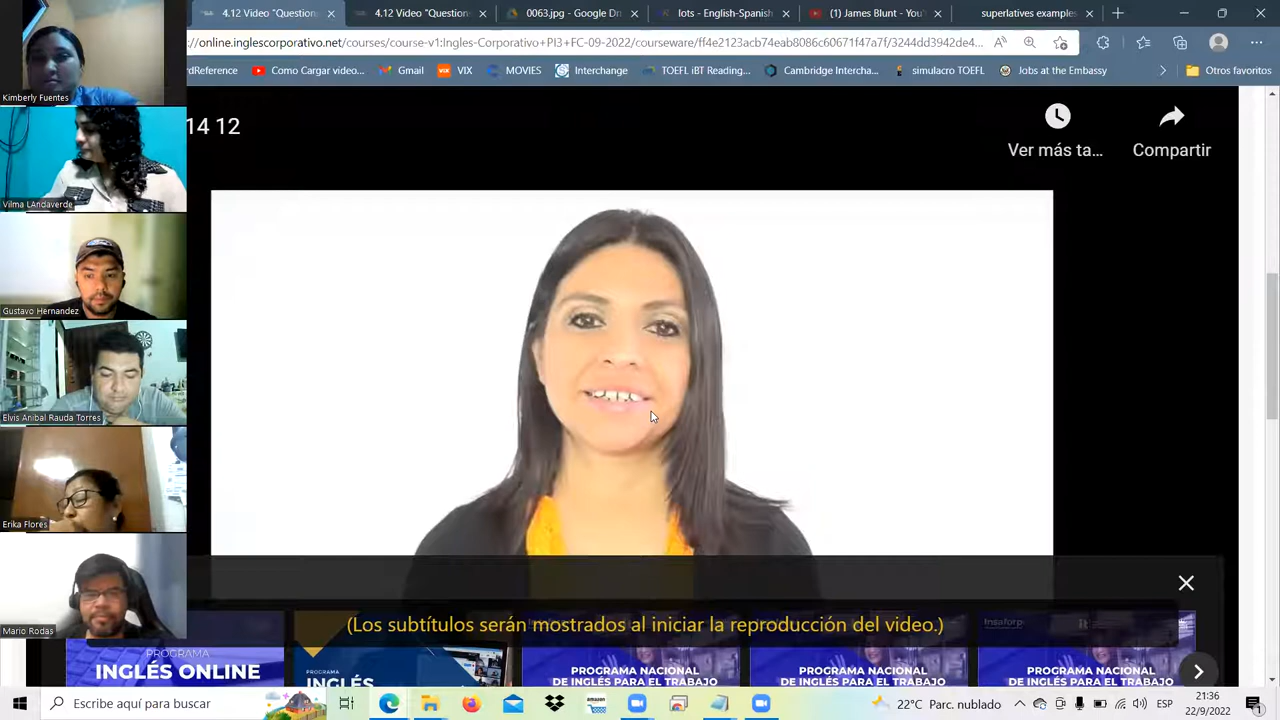 4.12 Video "Question
4.12 Video "Question
0063.jpg - Google Dri
lots - English-Spanish
(1) James Blunt - You'
superlatives examples
//online.inglescorporativo.net/courses/course-v1:Ingles-Corporativo+PI3+FC-09-2022/courseware/ff4e2123acb74eab8086c60671f47a7f/3244dd3942de4...
rdReference
Como Cargar video...
Gmail
VIX
MOVIES
Interchange
TOEFL iBT Reading...
Cambridge Intercha...
simulacro TOEFL
Jobs at the Embassy
Otros favoritos
Kimberly Fuentes
14 12
Ver más ta...
Compartir
Vilma LAndaverde
Gustavo Hernandez
Elvis Anibal Rauda Torres
Erika Flores
Mario Rodas
(Los subtítulos serán mostrados al iniciar la reproducción del video.)
Insaforp
PROGRAMA
INGLÉS ONLINE
PROGRAMA
INGLÉS
PROGRAMA NACIONAL
DE INGLÉS PARA EL TRABAJO
PROGRAMA NACIONAL
DE INGLÉS PARA EL TRABAJO
PROGRAMA NACIONAL
DE INGLÉS PARA EL TRABAJO
Escribe aquí para buscar
amazon
22°C Parc. nublado
ESP
21:36
22/9/2022
1